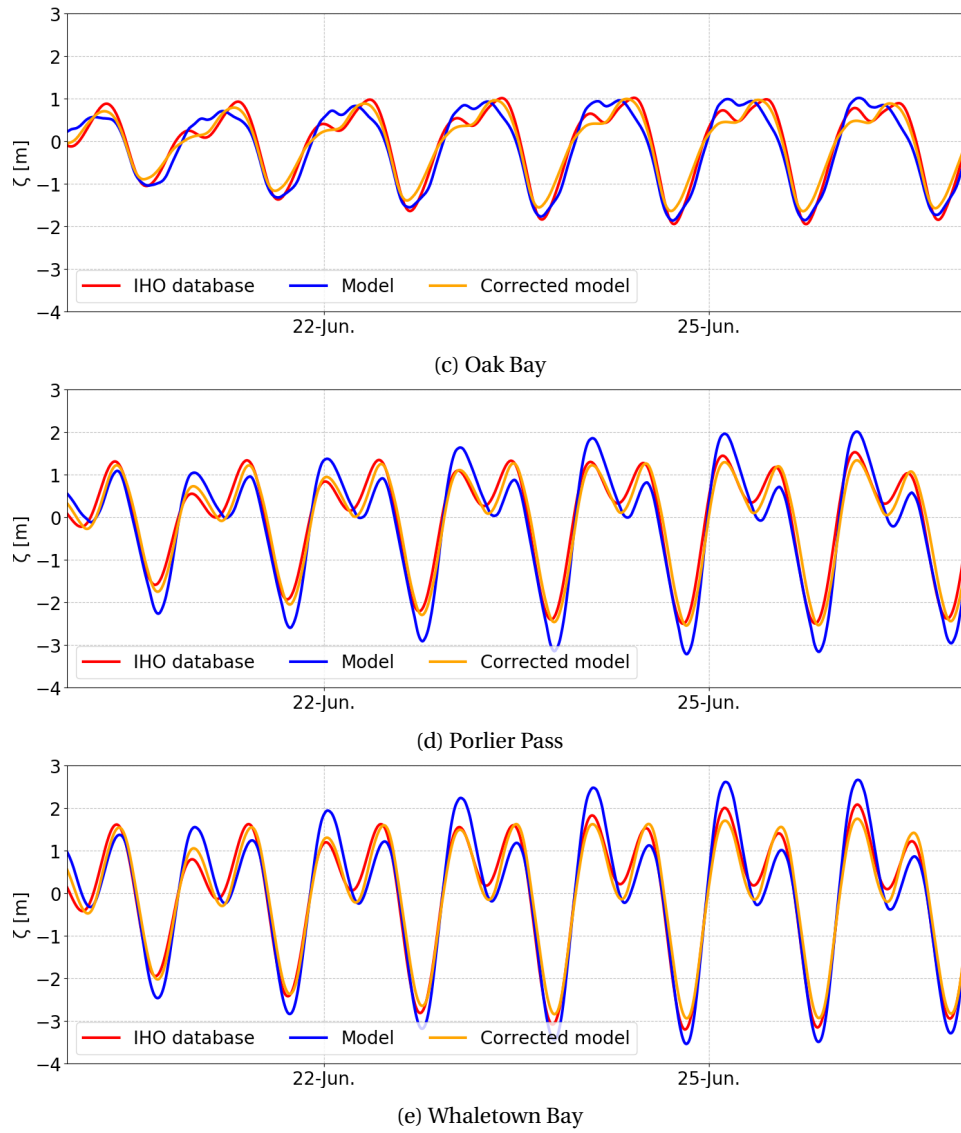 3
2
1
0
−1
−2
−3
−4
ζ [m]
IHO database Model Corrected model
22-Jun. 25-Jun.
(c) Oak Bay
3
2
1
0
−1
−2
−3
−4
ζ [m]
IHO database Model Corrected model
22-Jun. 25-Jun.
(d) Porlier Pass
3
2
1
0
−1
−2
−3
−4
ζ [m]
IHO database Model Corrected model
22-Jun. 25-Jun.
(e) Whaletown Bay